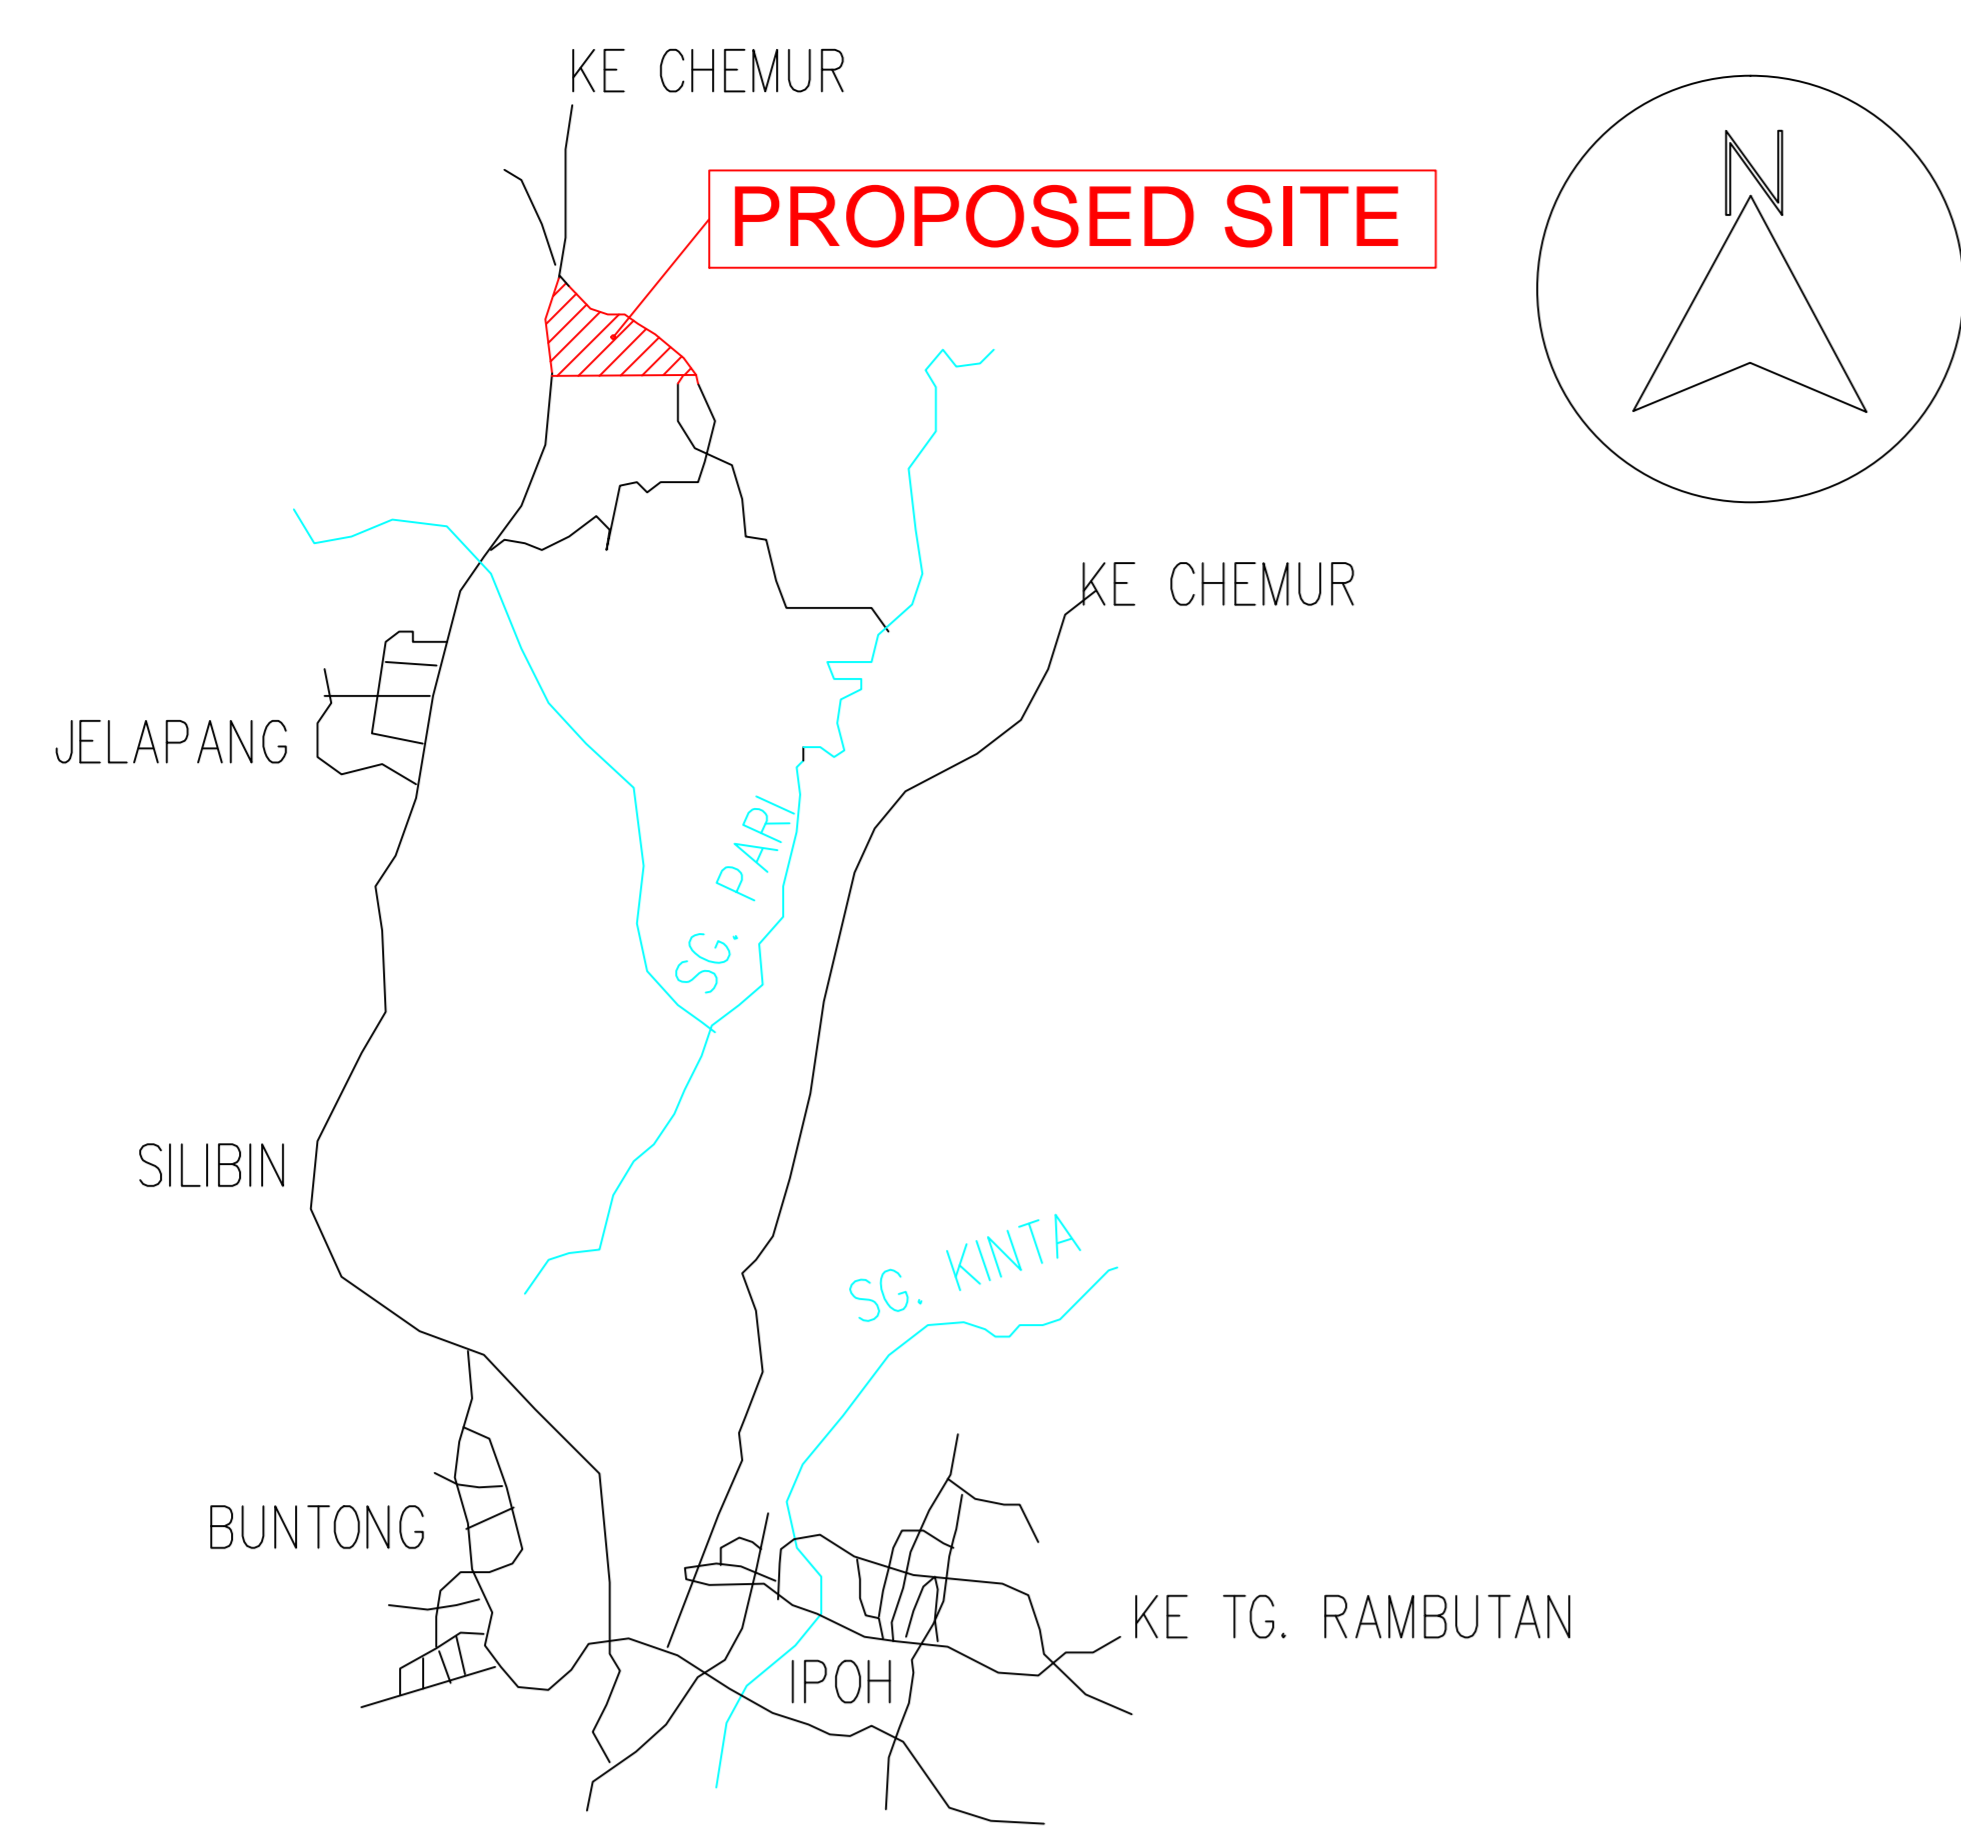 KE CHEMUR
N
PROPOSED SITE
KE CHEMUR
JELAPANG
SG. PARI
SILIBIN
SG. KINTA
BUNTONG
KE TG. RAMBUTAN
IPOH